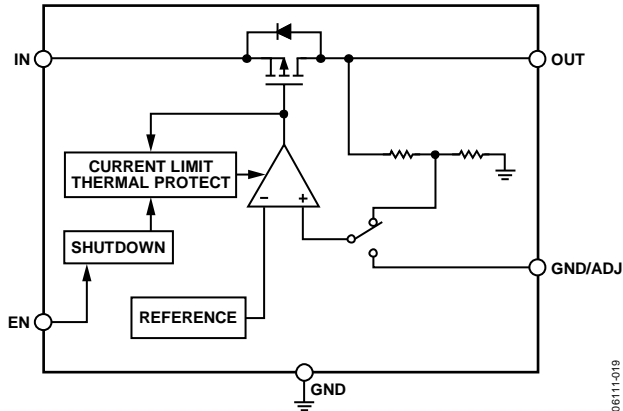 IN
OUT
CURRENT LIMIT
THERMAL PROTECT
–
+
SHUTDOWN
GND/ADJ
REFERENCE
EN
GND
06111-019